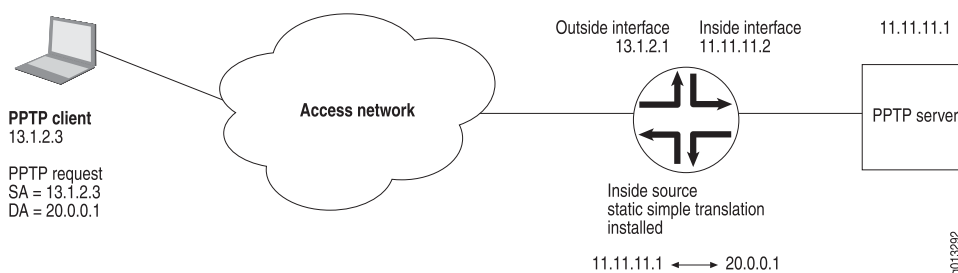 Outside interface
13.1.2.1
Inside interface
11.11.11.2
11.11.11.1
Access network
PPTP server
PPTP client
13.1.2.3
PPTP request
SA = 13.1.2.3
DA = 20.0.0.1
Inside source
static simple translation
installed
11.11.11.1 ↔ 20.0.0.1
g013292